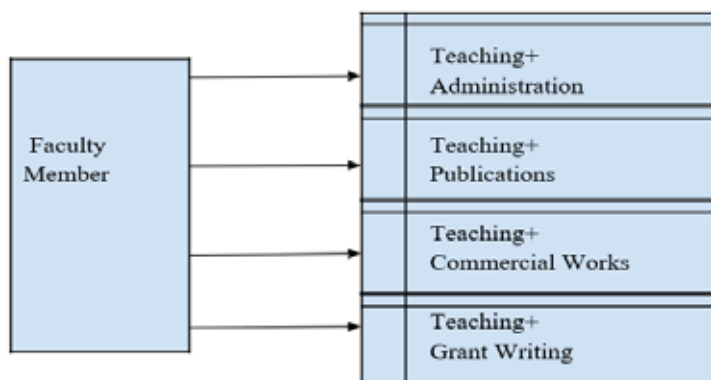 Faculty
Member
Teaching+
Administration
Teaching+
Publications
Teaching+
Commercial Works
Teaching+
Grant Writing